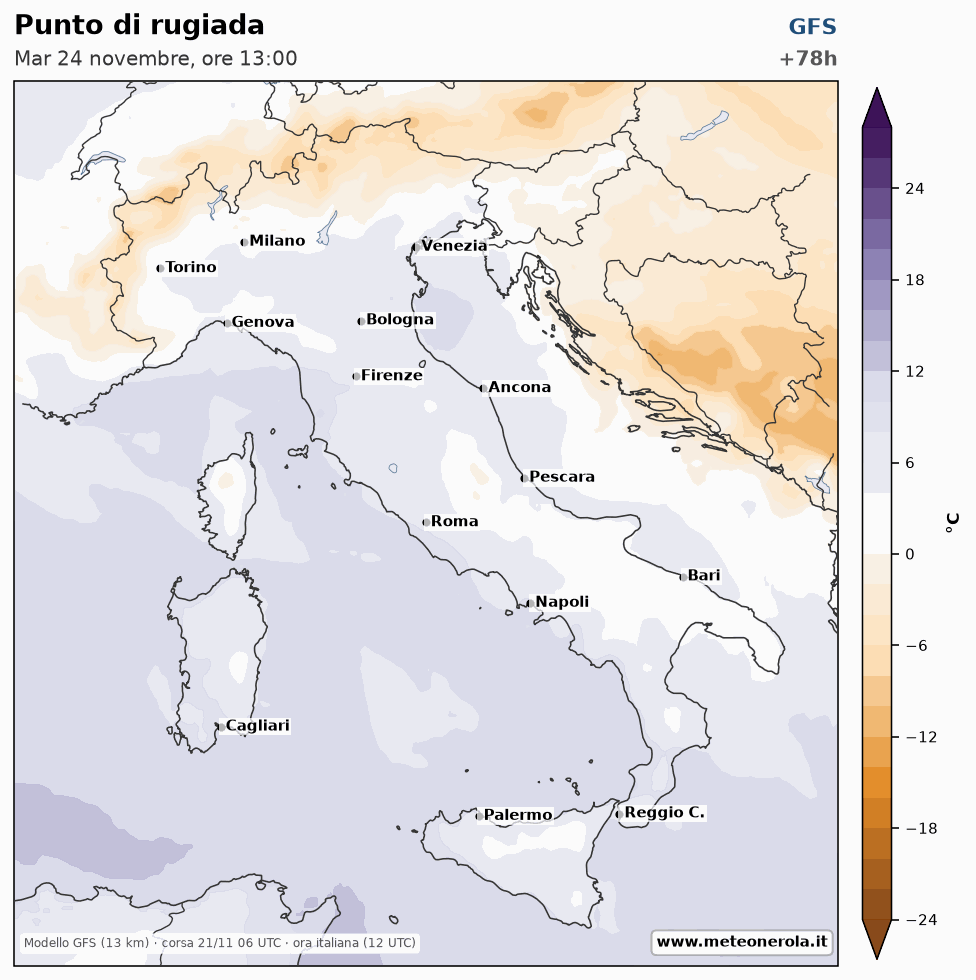 Punto di rugiada
GFS
Mar 24 novembre, ore 13:00
+78h
Milano
Venezia
Torino
Genova
Bologna
Firenze
Ancona
Pescara
Roma
Bari
Napoli
Cagliari
Palermo
Reggio C.
24
18
12
6
0
−6
−12
−18
−24
°C
Modello GFS (13 km) · corsa 21/11 06 UTC · ora italiana (12 UTC)
www.meteonerola.it